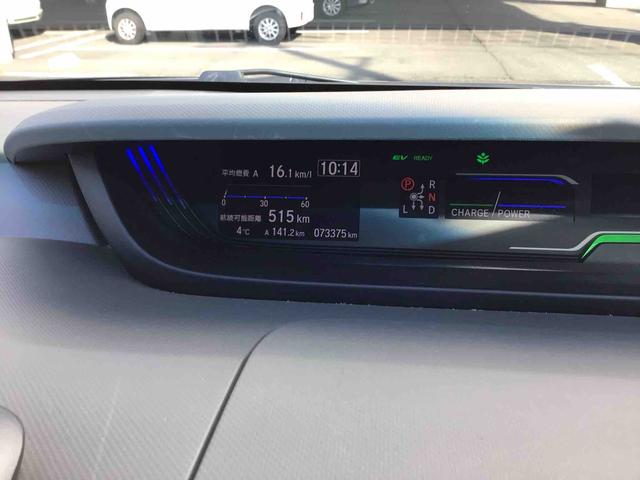 平均燃費 A 16.1 km/l
10:14
0 30 60
航続可能距離 515 km
4℃ A 141.2 km 073375 km
EV READY
P R
N
L D
CHARGE POWER